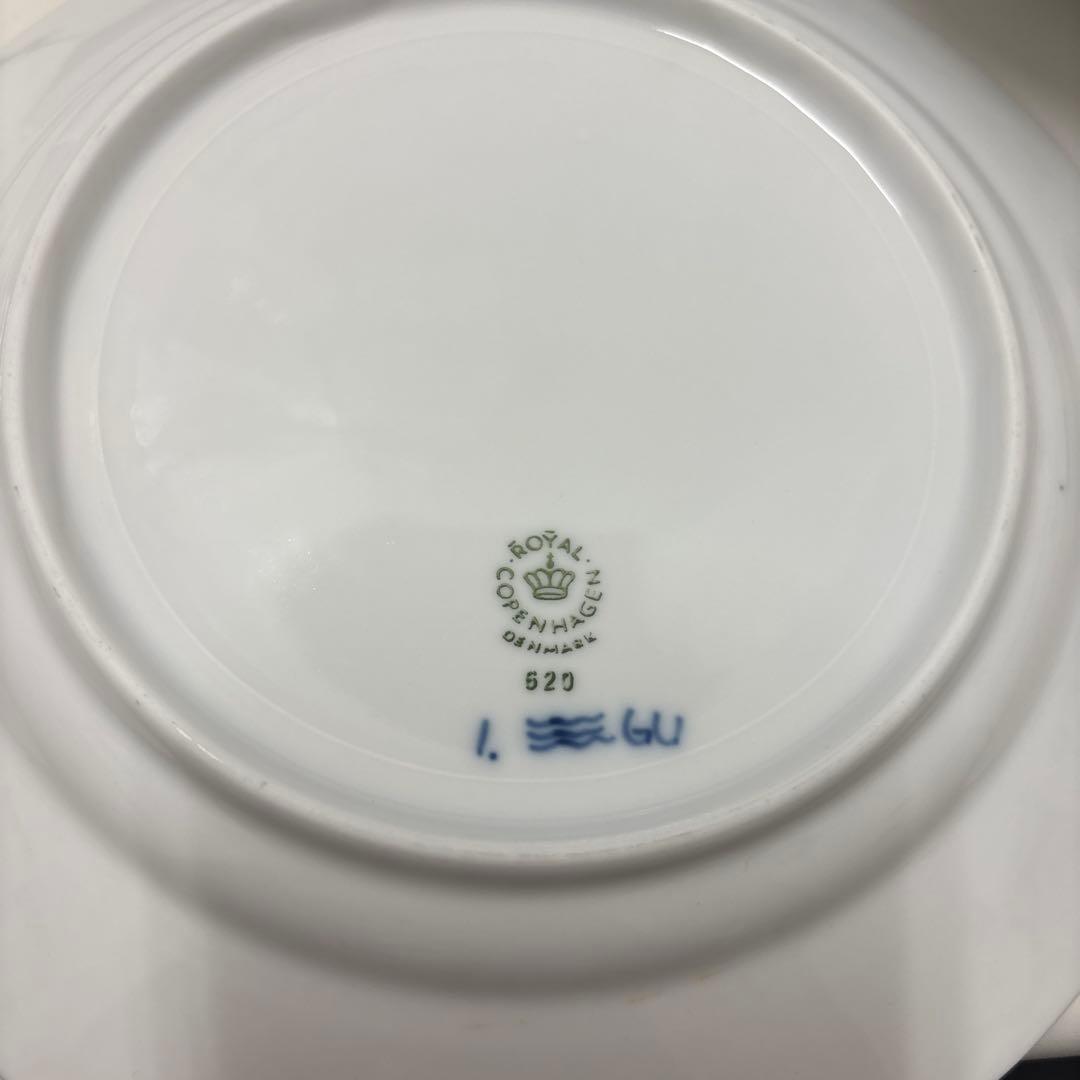 ROYAL
COPENHAGEN
DENMARK
620
1. GU